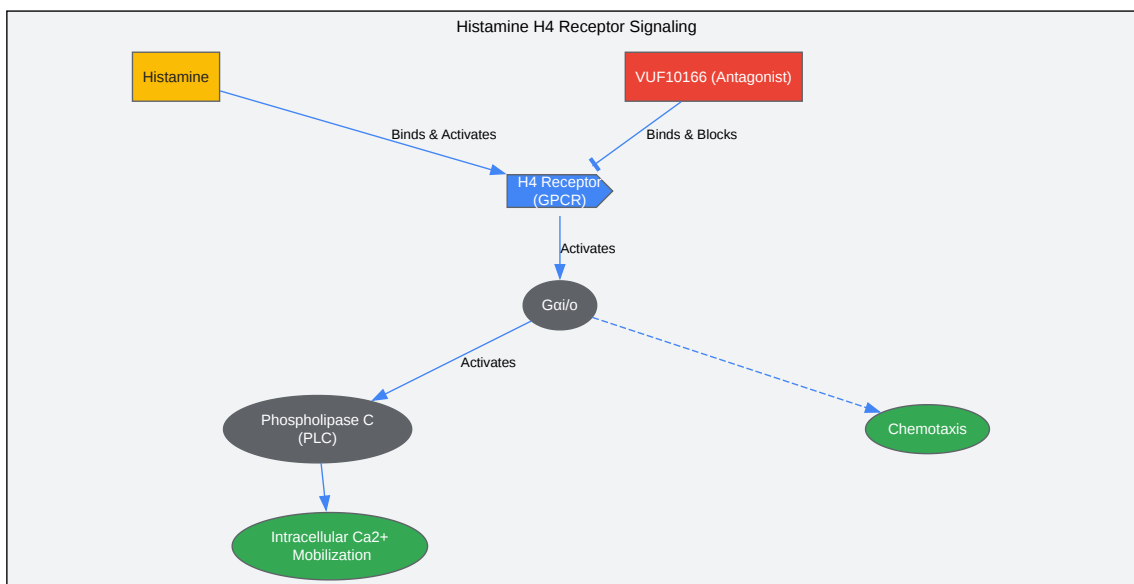 Histamine H4 Receptor Signaling
Histamine
VUF10166 (Antagonist)
Binds & Activates
Binds & Blocks
H4 Receptor
(GPCR)
Activates
Gαi/o
Activates
Phospholipase C
(PLC)
Chemotaxis
Intracellular Ca2+
Mobilization